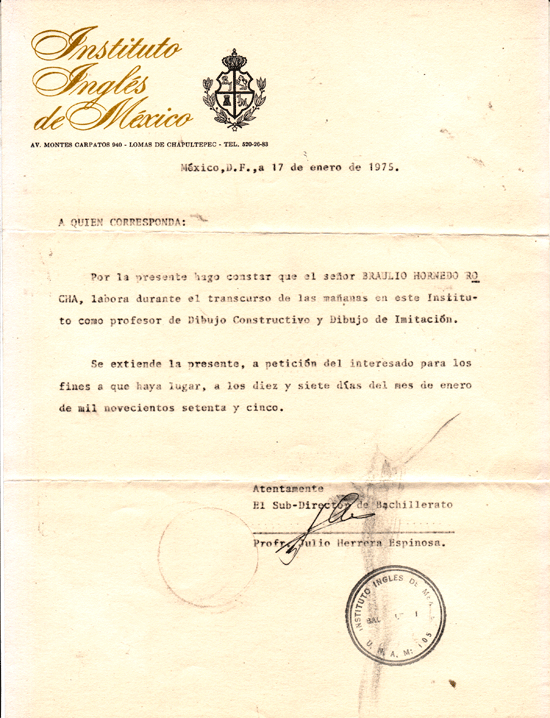 Instituto
Inglés
de México
AV. MONTES CARPATOS 940 - LOMAS DE CHAPULTEPEC - TEL. 520-20-83
México,D.F.,a 17 de enero de 1975.
A QUIEN CORRESPONDA:
Por la presente hago constar que el señor BRAULIO HORNEDO RO
CHA, labora durante el transcurso de las mañanas en este Institu-
to como profesor de Dibujo Constructivo y Dibujo de Imitación.
Se extiende la presente, a petición del interesado para los
fines a que haya lugar, a los diez y siete días del mes de enero
de mil novecientos setenta y cinco.
Atentamente
El Sub-Director de Bachillerato
Profr. Julio Herrera Espinosa.
INSTITUTO INGLES DE
U. N. A. M. 105